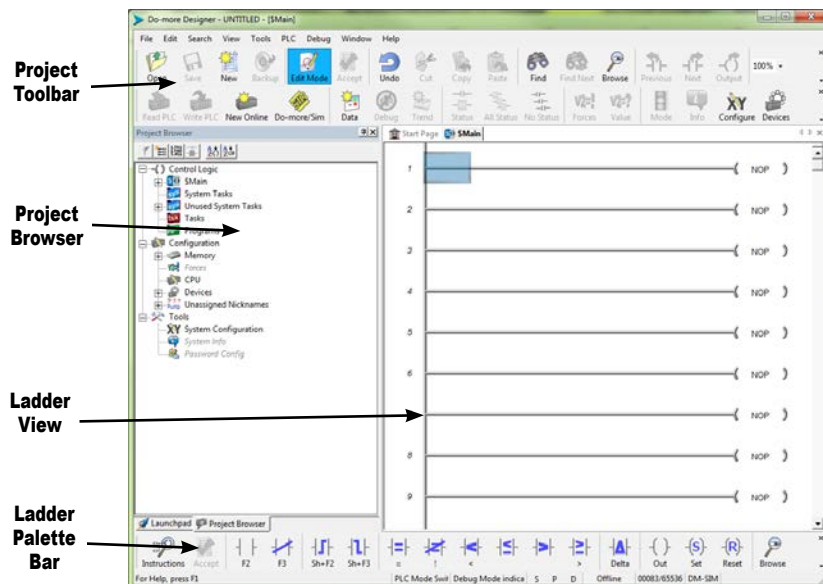 Do-more Designer - UNTITLED - [$Main]
File Edit Search View Tools PLC Debug Window Help
Project Toolbar
Open Save New Backup Edit Mode Accept Undo Cut Copy Paste Find Find Next Browse Previous Next Output 100%
Read PLC Write PLC New Online Do-more/Sim Data Debug Trend Status All Status No Status Forces Value Mode Info Configure Devices
Project Browser
Start Page $Main
Control Logic
$Main
System Tasks
Unused System Tasks
Tasks
Programs
Project Browser
Configuration
Memory
Forces
CPU
Devices
Unassigned Nicknames
Tools
XY System Configuration
System Info
Password Config
1 NOP
2 NOP
3 NOP
4 NOP
5 NOP
6 NOP
7 NOP
8 NOP
9 NOP
Ladder View
Launchpad Project Browser
Ladder Palette Bar
Instructions Accept F2 F3 Sh+F2 Sh+F3 = ! < > Delta Out Set Reset Browse
For Help, press F1
PLC Mode Swit Debug Mode indica S P D Offline 00083/65536 DM-SIM